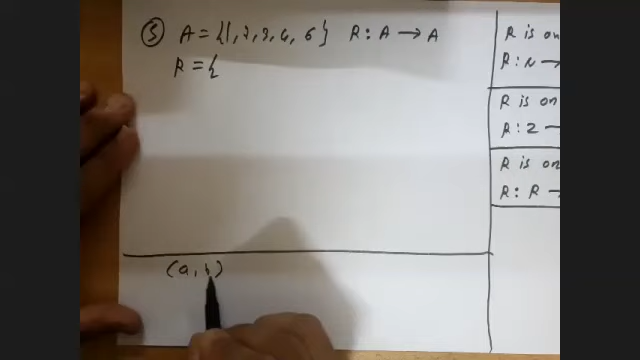 ⑤ A = {1, 2, 3, 4, 6} R : A → A
R = {
(a, b)
R is on
R : N →
R is on
R : Z →
R is on
R : R →